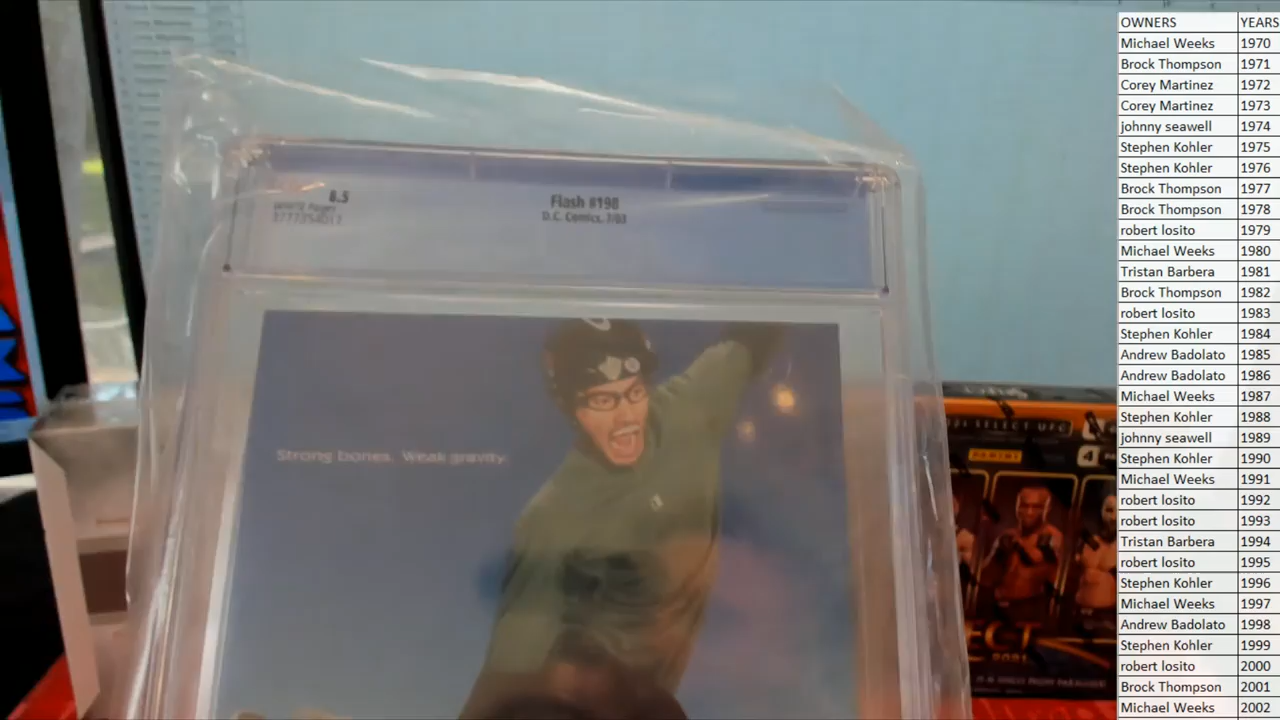 8.5
Flash #198
D.C. Comics, 7/03
Strong bones. Weak gravity.
2021 SELECT UFC
PANINI
4
2021
OWNERS YEARS
Michael Weeks 1970
Brock Thompson 1971
Corey Martinez 1972
Corey Martinez 1973
johnny seawell 1974
Stephen Kohler 1975
Stephen Kohler 1976
Brock Thompson 1977
Brock Thompson 1978
robert losito 1979
Michael Weeks 1980
Tristan Barbera 1981
Brock Thompson 1982
robert losito 1983
Stephen Kohler 1984
Andrew Badolato 1985
Andrew Badolato 1986
Michael Weeks 1987
Stephen Kohler 1988
johnny seawell 1989
Stephen Kohler 1990
Michael Weeks 1991
robert losito 1992
robert losito 1993
Tristan Barbera 1994
robert losito 1995
Stephen Kohler 1996
Michael Weeks 1997
Andrew Badolato 1998
Stephen Kohler 1999
robert losito 2000
Brock Thompson 2001
Michael Weeks 2002